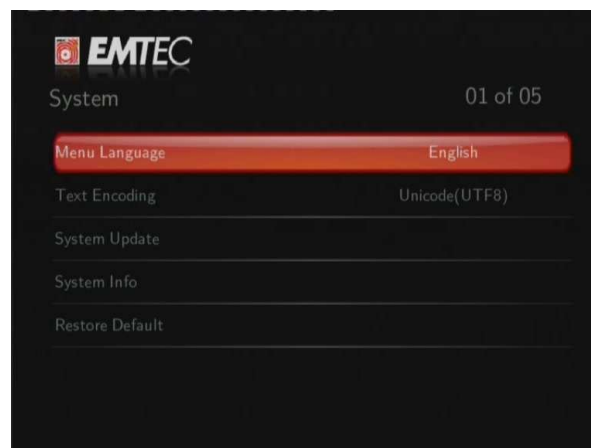 EMTEC
System 01 of 05
Menu Language English
Text Encoding Unicode(UTF8)
System Update
System Info
Restore Default